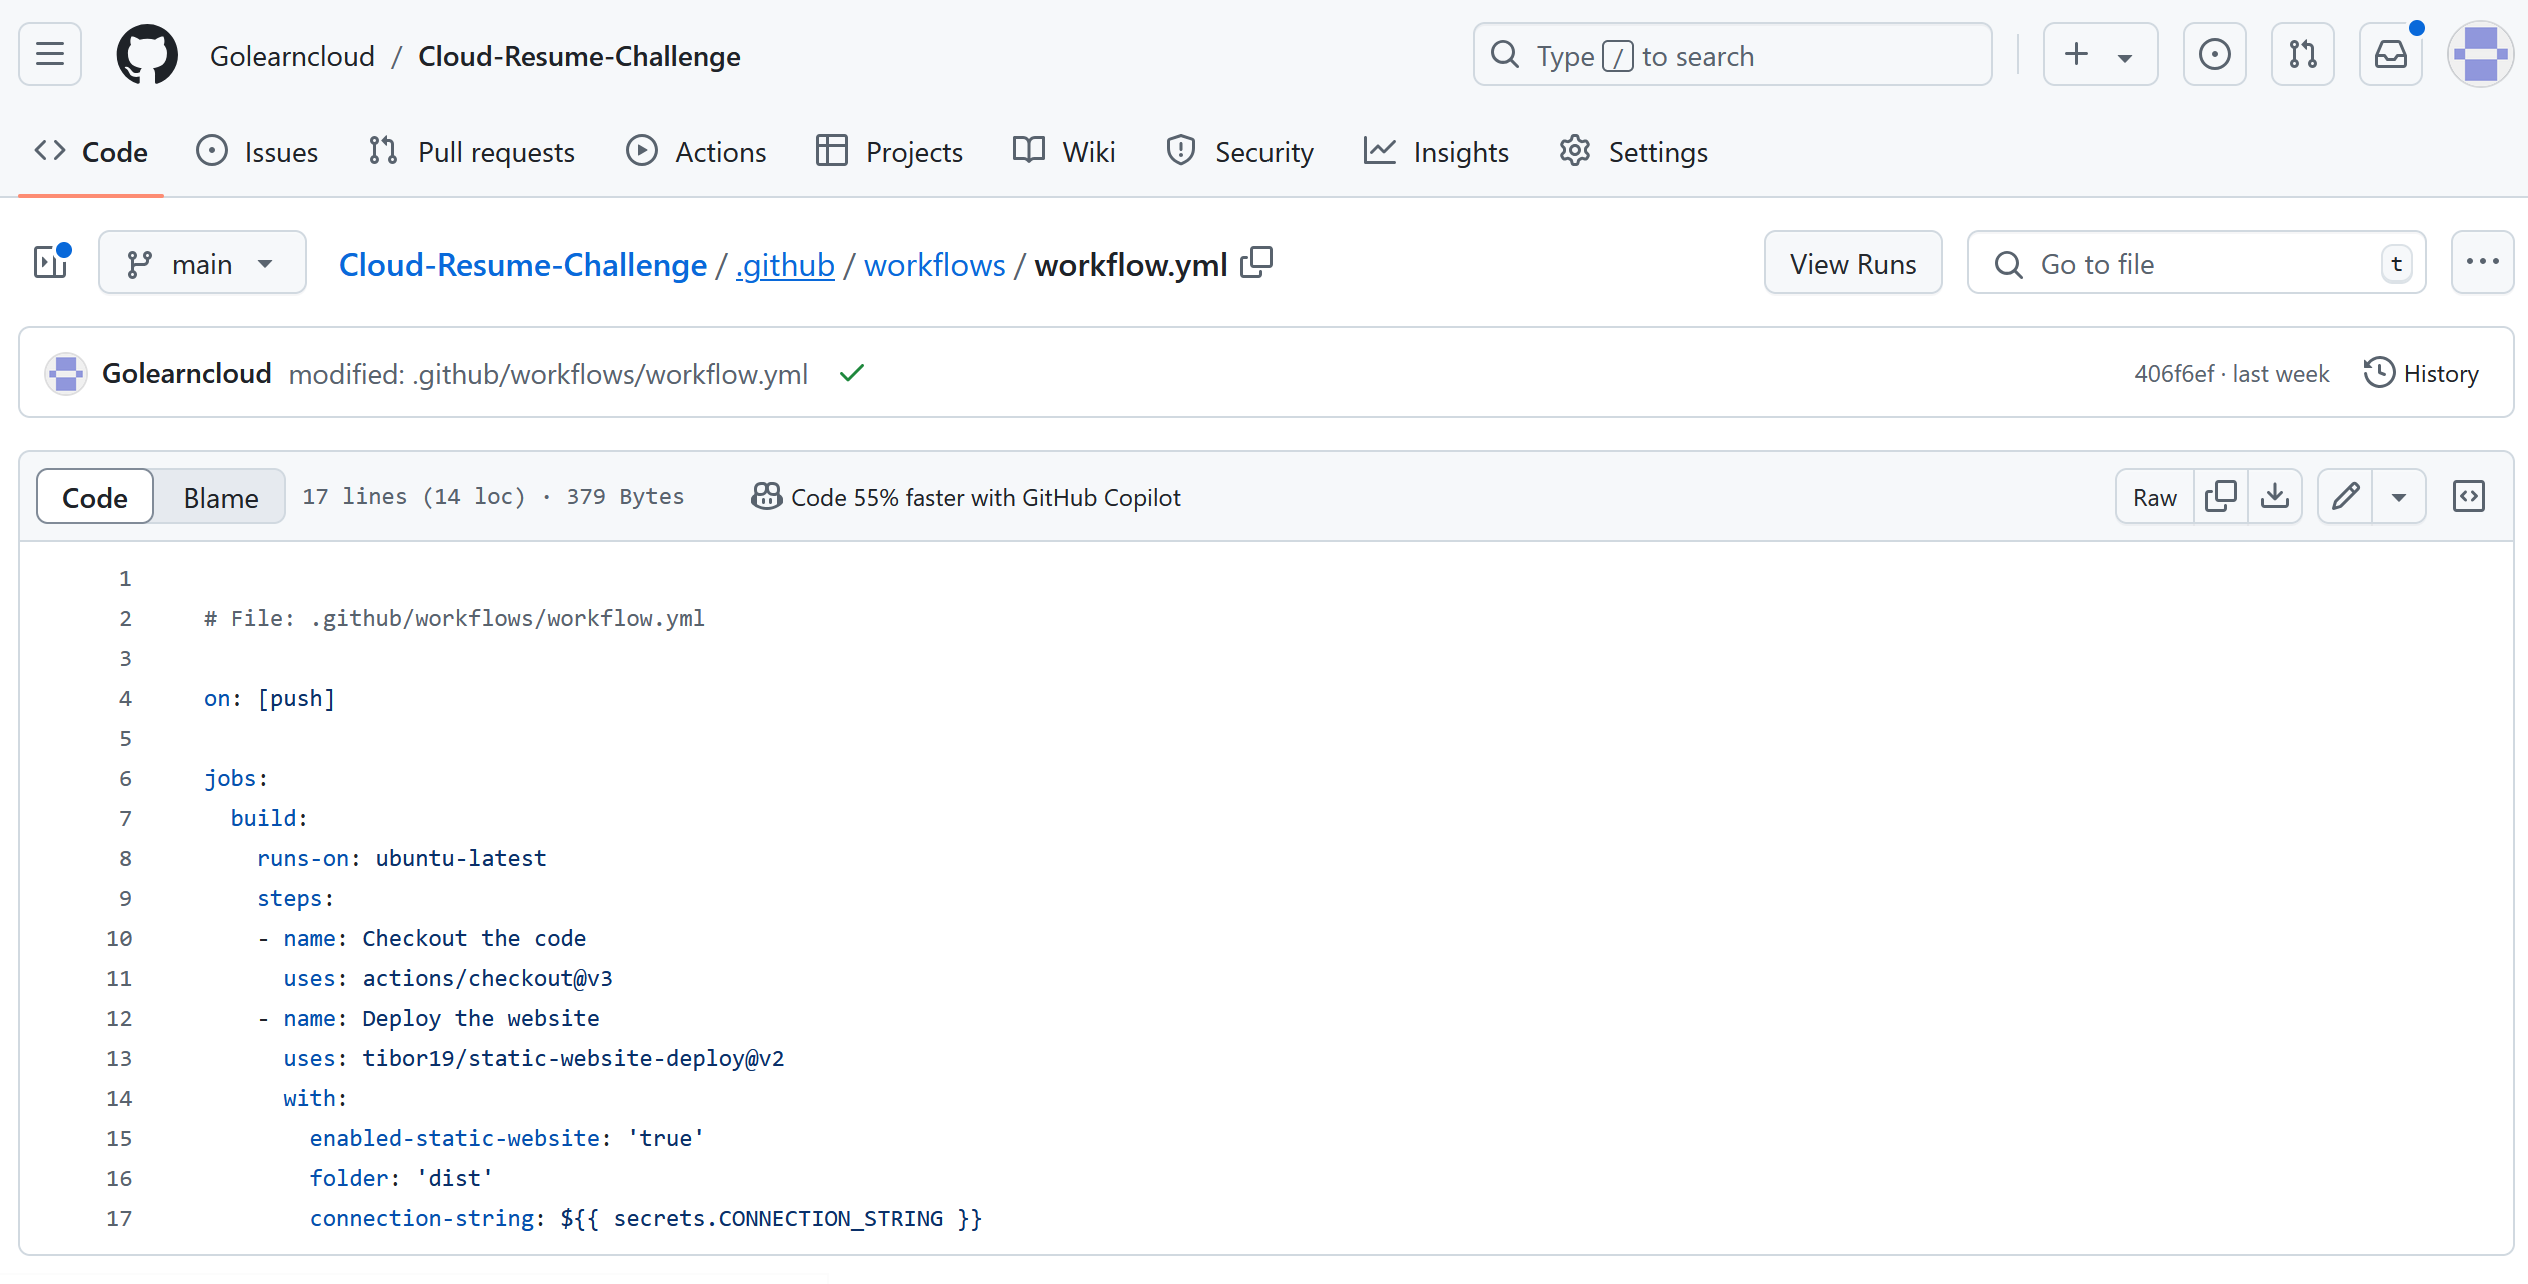 Golearncloud / Cloud-Resume-Challenge
Type / to search
Code Issues Pull requests Actions Projects Wiki Security Insights Settings
main
Cloud-Resume-Challenge / .github / workflows / workflow.yml
View Runs
Go to file
t
Golearncloud modified: .github/workflows/workflow.yml
406f6ef · last week
History
Code Blame 17 lines (14 loc) · 379 Bytes
Code 55% faster with GitHub Copilot
Raw
1
2 # File: .github/workflows/workflow.yml
3
4 on: [push]
5
6 jobs:
7   build:
8     runs-on: ubuntu-latest
9     steps:
10     - name: Checkout the code
11       uses: actions/checkout@v3
12     - name: Deploy the website
13       uses: tibor19/static-website-deploy@v2
14       with:
15         enabled-static-website: 'true'
16         folder: 'dist'
17         connection-string: ${{ secrets.CONNECTION_STRING }}